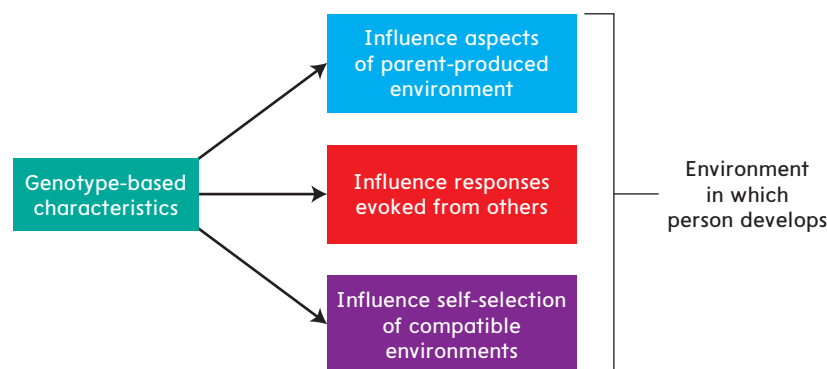 Influence aspects
of parent-produced
environment
Genotype-based
characteristics
Influence responses
evoked from others
Environment
in which
person develops
Influence self-selection
of compatible
environments